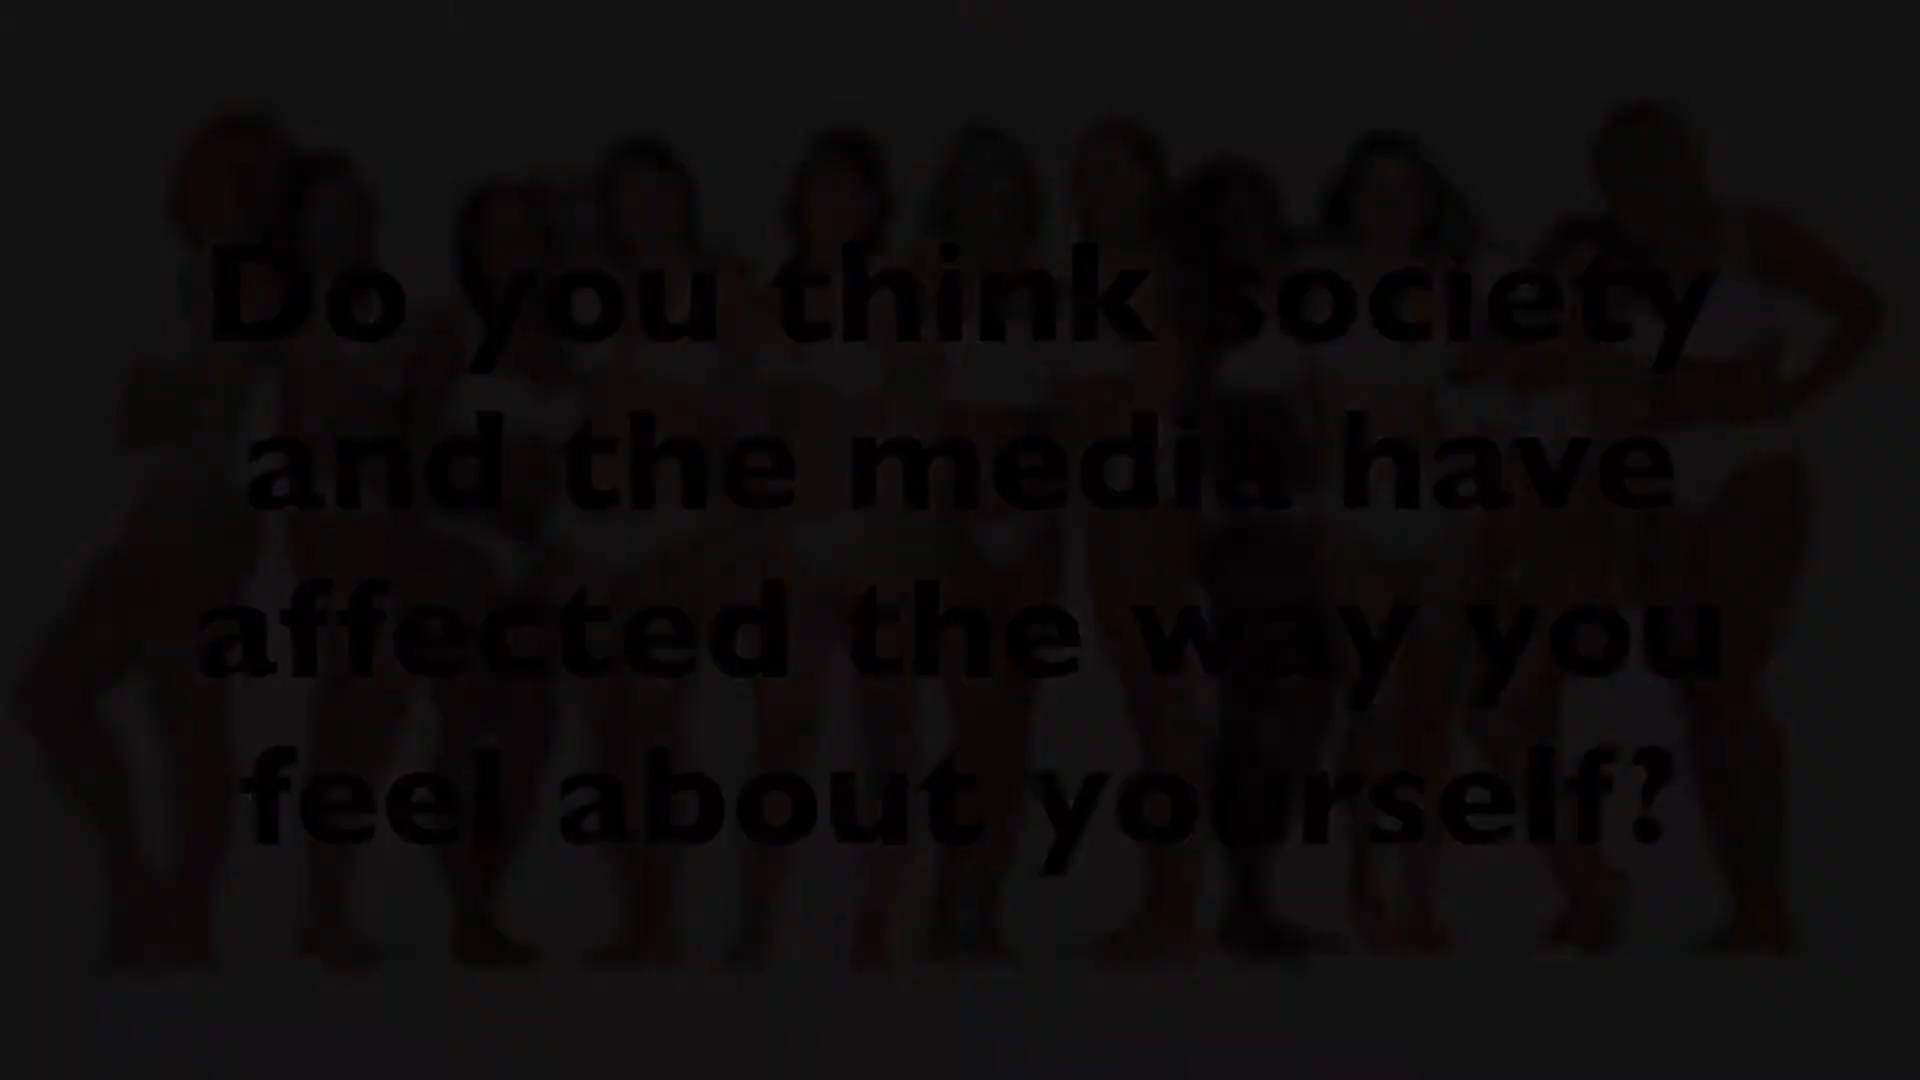 Do you think society
and the media have
affected the way you
feel about yourself?